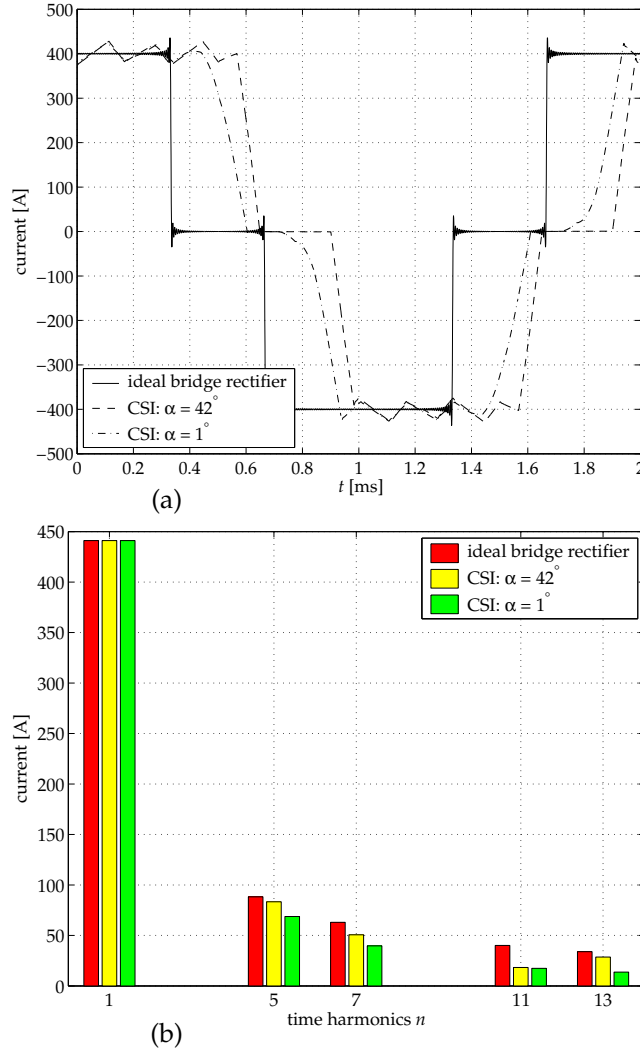 500
400
300
200
100
0
−100
−200
−300
−400
−500
current [A]
ideal bridge rectifier
CSI: α = 42°
CSI: α = 1°
0 0.2 0.4 0.6 0.8 1 1.2 1.4 1.6 1.8 2
t [ms]
(a)
450
400
350
300
250
200
150
100
50
0
current [A]
ideal bridge rectifier
CSI: α = 42°
CSI: α = 1°
1 5 7 11 13
time harmonics n
(b)